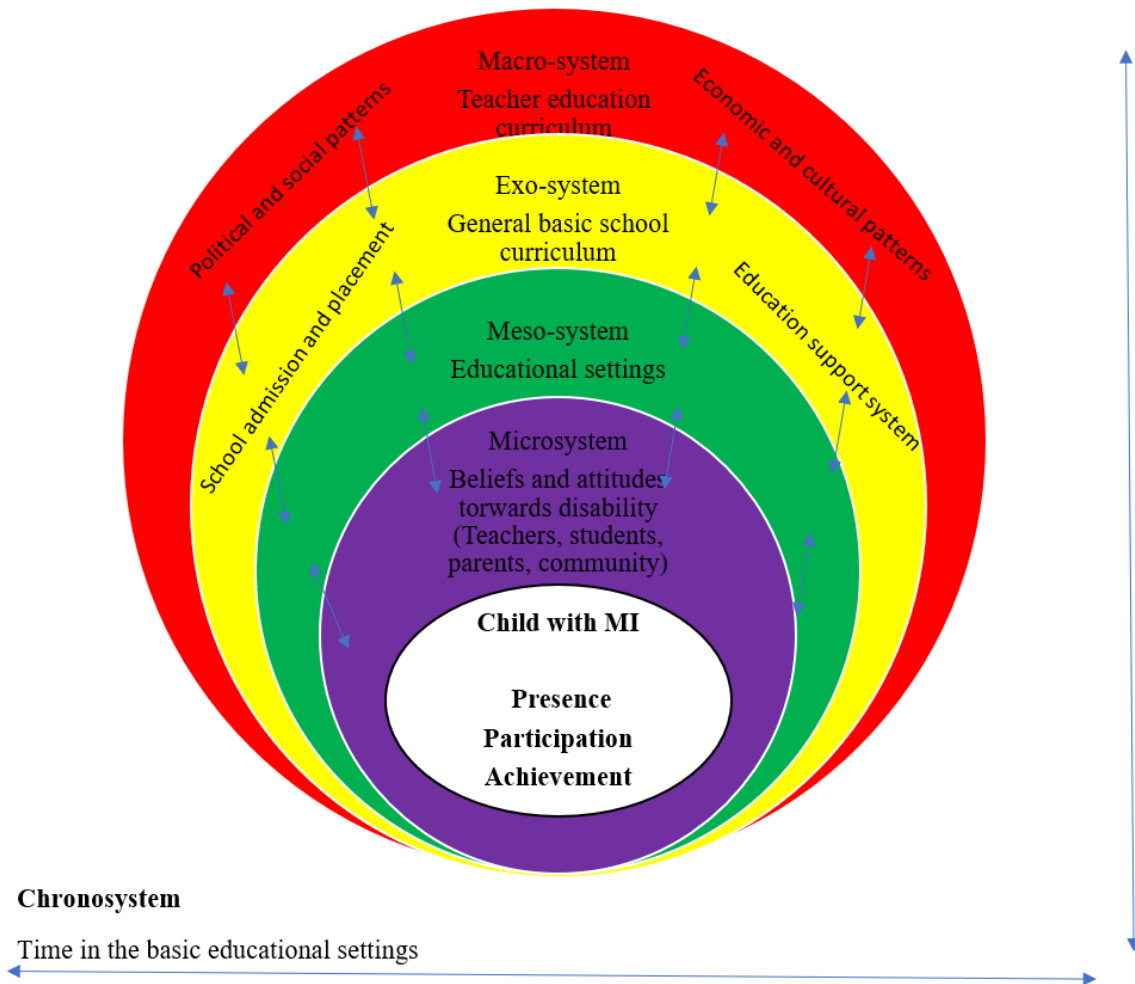 Macro-system
Teacher education
curriculum
Political and social patterns
Economic and cultural patterns
Exo-system
General basic school
curriculum
School admission and placement
Education support system
Meso-system
Educational settings
Microsystem
Beliefs and attitudes
torwards disability
(Teachers, students,
parents, community)
Child with MI
Presence
Participation
Achievement
Chronosystem
Time in the basic educational settings